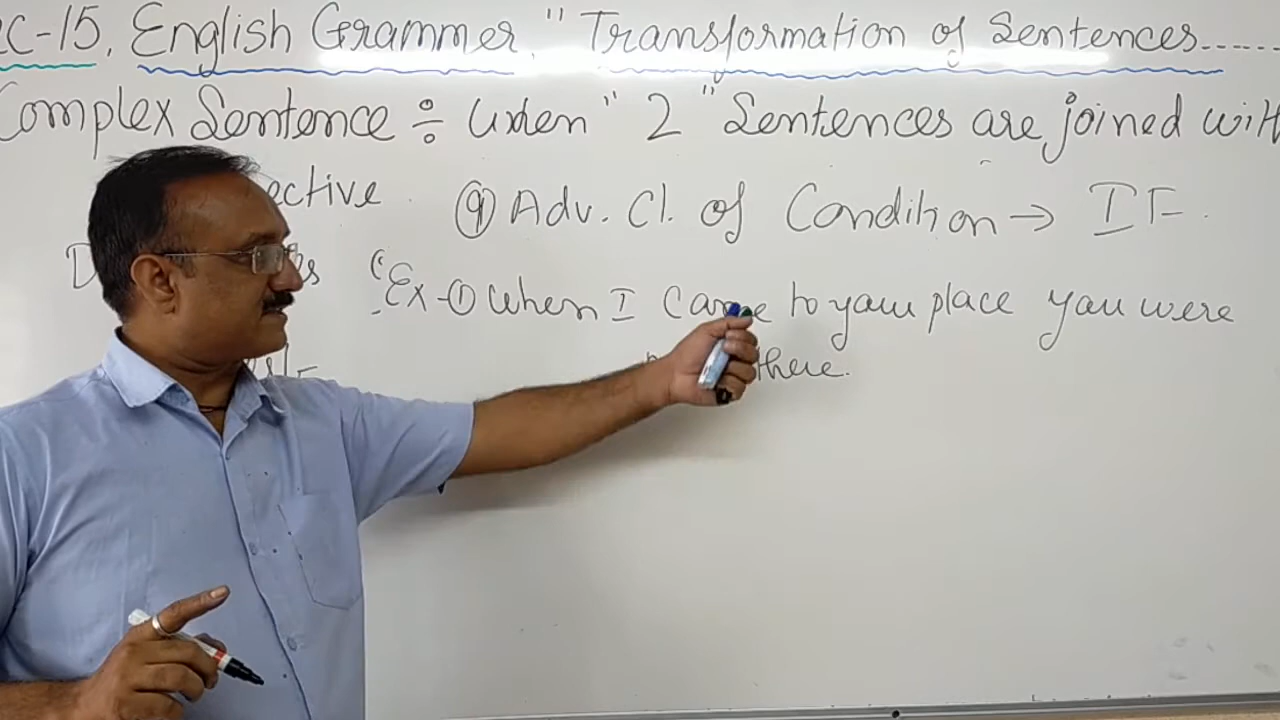 C-15, English Grammer, "Transformation of Sentences......
Complex Sentence ÷ when "2" Sentences are joined with
ective. (9) Adv. Cl. of Condition → IF.
Ex-① When I came to your place you were
there.